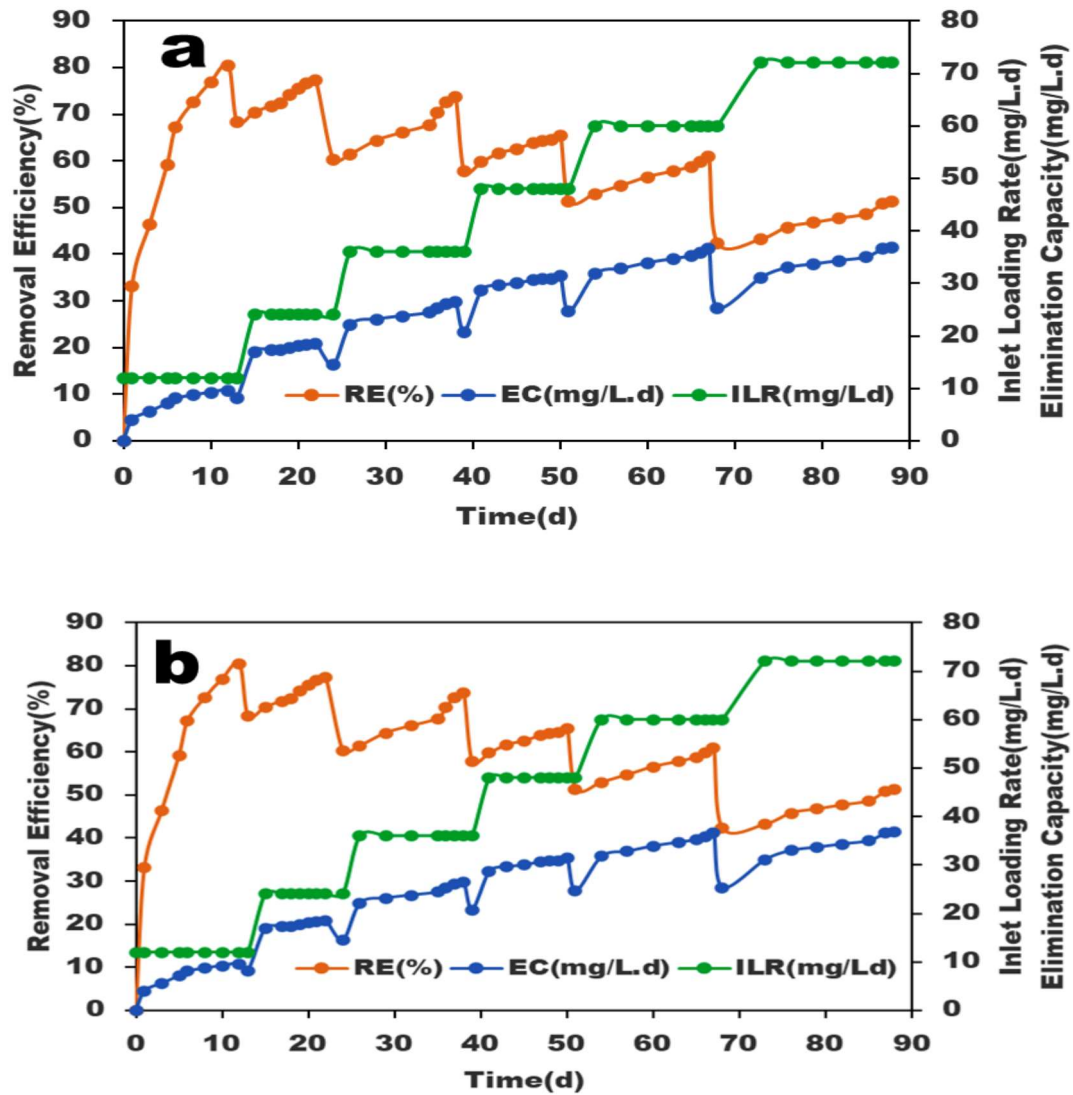 a
90
80
70
60
50
40
30
20
10
0
Removal Efficiency(%)
80
70
60
50
40
30
20
10
0
Inlet Loading Rate(mg/L.d)
Elimination Capacity(mg/L.d)
RE(%) EC(mg/L.d) ILR(mg/Ld)
0 10 20 30 40 50 60 70 80 90
Time(d)
b
90
80
70
60
50
40
30
20
10
0
Removal Efficiency(%)
80
70
60
50
40
30
20
10
0
Inlet Loading Rate(mg/L.d)
Elimination Capacity(mg/L.d)
RE(%) EC(mg/L.d) ILR(mg/Ld)
0 10 20 30 40 50 60 70 80 90
Time(d)